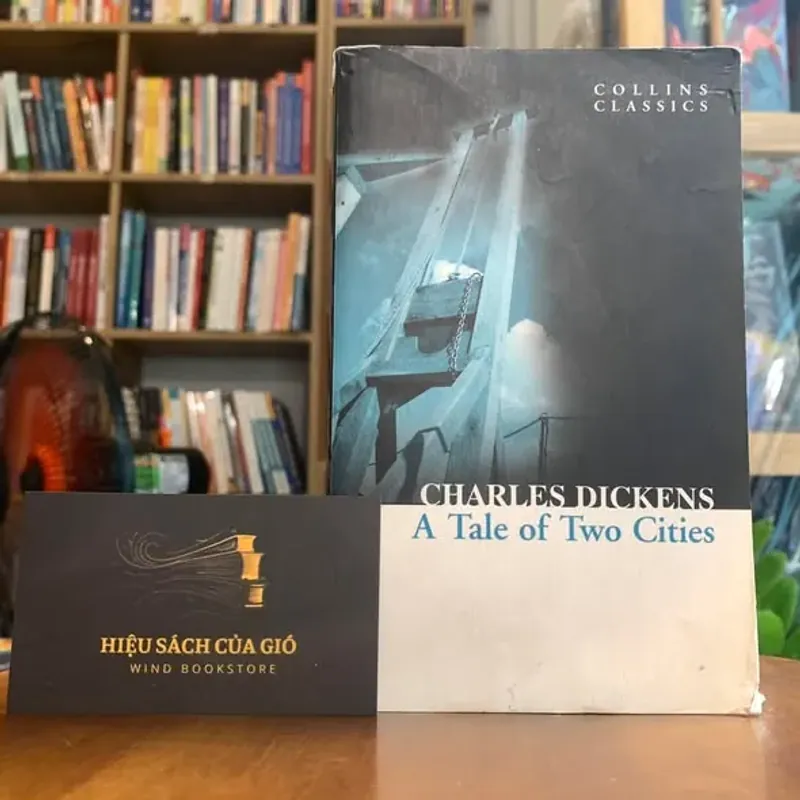 COLLINS
CLASSICS
CHARLES DICKENS
A Tale of Two Cities
HIỆU SÁCH CỦA GIÓ
WIND BOOKSTORE